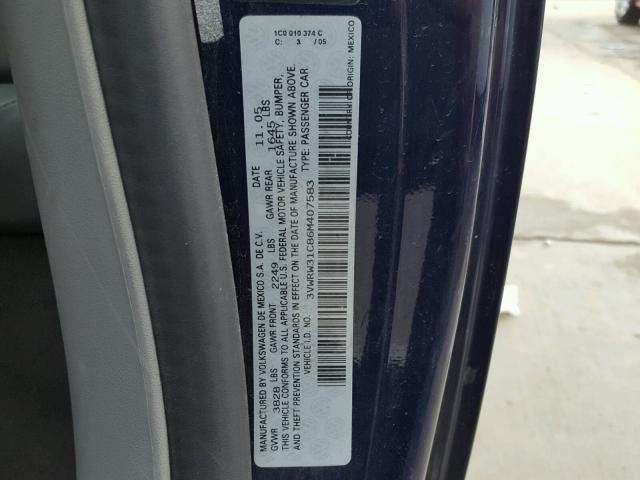 1C0 010 374 C
C: 3 / 05
MANUFACTURED BY VOLKSWAGEN DE MEXICO S.A. DE C.V. DATE 11.05
GVWR 3828 LBS GAWR FRONT 2249 LBS GAWR REAR 1645 LBS
THIS VEHICLE CONFORMS TO ALL APPLICABLE U.S. FEDERAL MOTOR VEHICLE SAFETY, BUMPER,
AND THEFT PREVENTION STANDARDS IN EFFECT ON THE DATE OF MANUFACTURE SHOWN ABOVE.
VEHICLE I.D. NO. 3VWRW31C86M407583 TYPE: PASSENGER CAR
COUNTRY OF ORIGIN: MEXICO